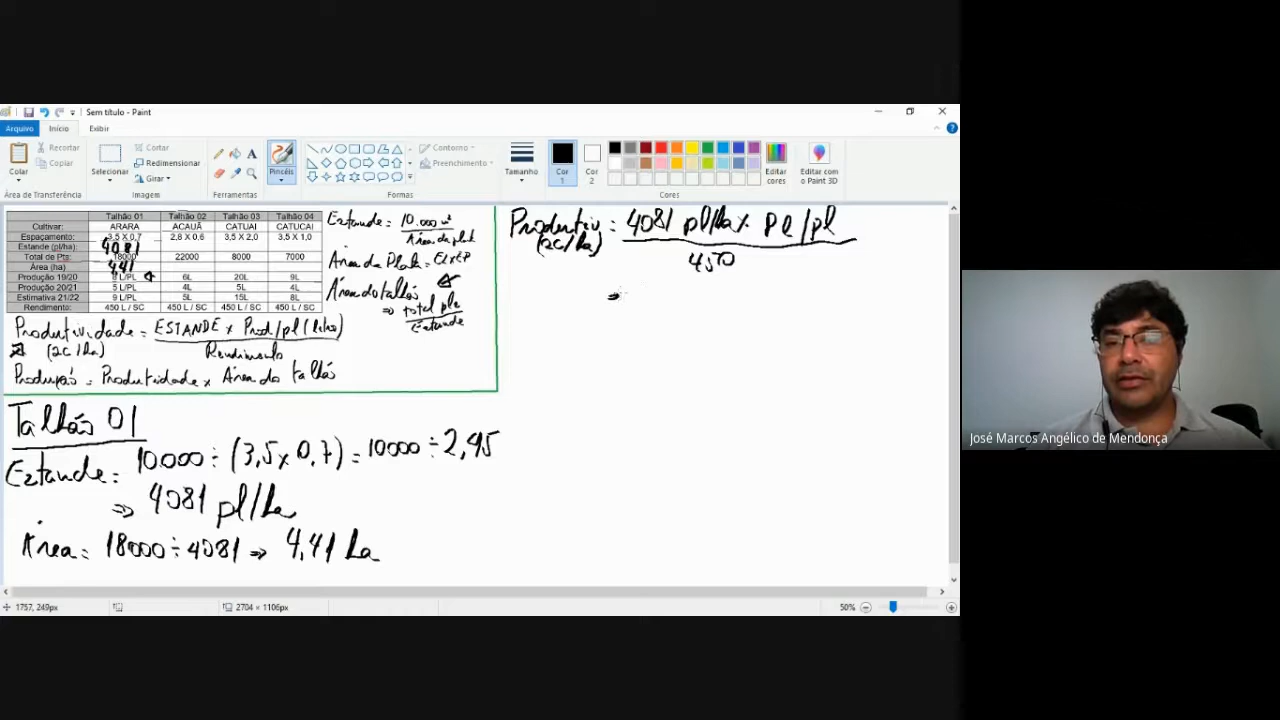 Sem título - Paint
Arquivo Início Exibir
Colar
Recortar
Copiar
Área de Transferência
Selecionar
Cortar
Redimensionar
Girar
Imagem
Ferramentas
Pincéis
Contorno
Preenchimento
Formas
Tamanho
Cor 1
Cor 2
Cores
Editar cores
Editar com o Paint 3D
Talhão 01 Talhão 02 Talhão 03 Talhão 04
Cultivar: ARARA ACAUÃ CATUAI CATUCAI
Espaçamento: 3,5 X 0,7 2,8 X 0,6 3,5 X 2,0 3,5 X 1,0
Estande (pl/ha) 4081
Total de Pts: 18000 22000 8000 7000
Área (ha) 4,41
Produção 19/20 L/PL 6L 20L 9L
Produção 20/21 5 L/PL 4L 5L 4L
Estimativa 21/22 9 L/PL 5L 15L 8L
Rendimento: 450 L / SC 450 L / SC 450 L / SC 450 L / SC
Estande = 10.000 m²
Área da plant
Área do talhão
⇒ total pls
Estande
Produtividade = ESTANDE x Prod/pl (litros)
(sc/ha) Rendimento
Produção = Produtividade x Área do talhão
Talhão 01
Estande = 10000 ÷ (3,5 x 0,7) = 10000 ÷ 2,45
⇒ 4081 pl/ha
Área = 18000 ÷ 4081 ⇒ 4,41 ha
Produtiv = 4081 pl/ha x Pl/pl
(sc/ha) 450
⇒
1757, 249px
2704 × 1106px
50%
José Marcos Angélico de Mendonça